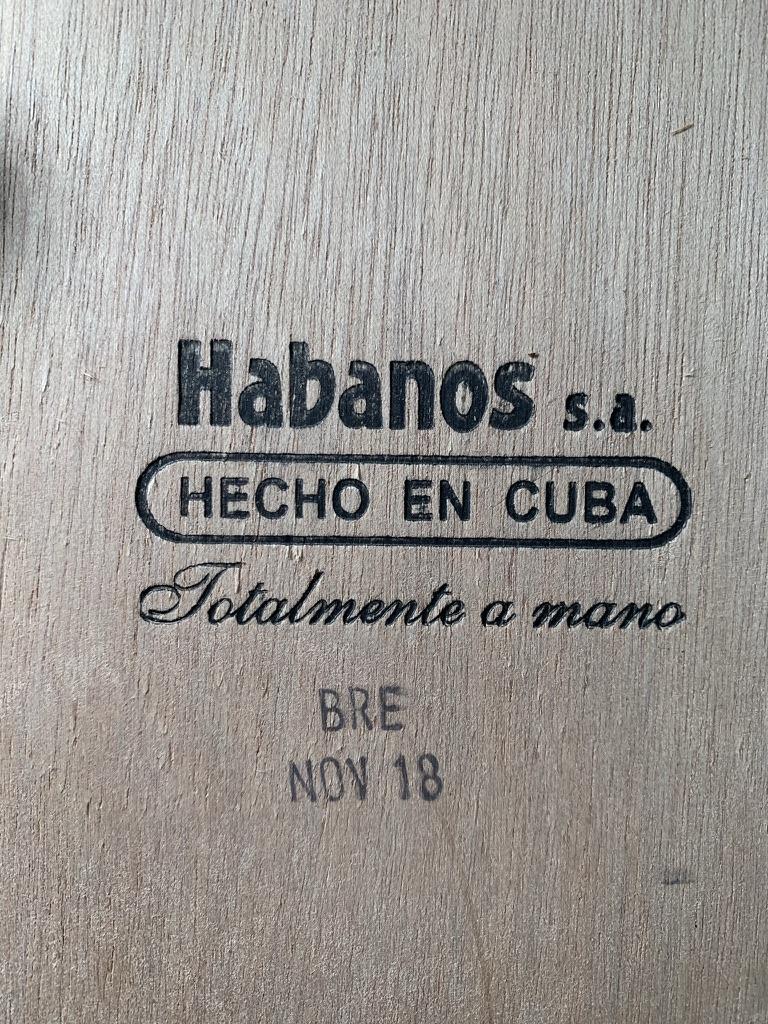 Habanos s.a.
HECHO EN CUBA
Totalmente a mano
BRE
NOV 18